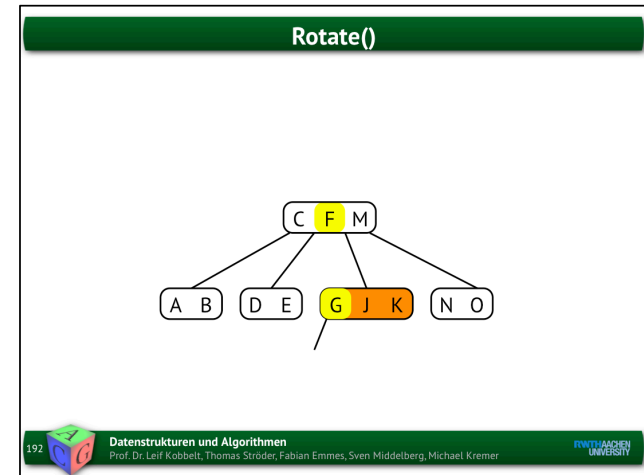 Rotate()
C F M
A B D E G J K N O
192
Datenstrukturen und Algorithmen
Prof. Dr. Leif Kobbelt, Thomas Ströder, Fabian Emmes, Sven Middelberg, Michael Kremer
RWTH AACHEN
UNIVERSITY
A
C G